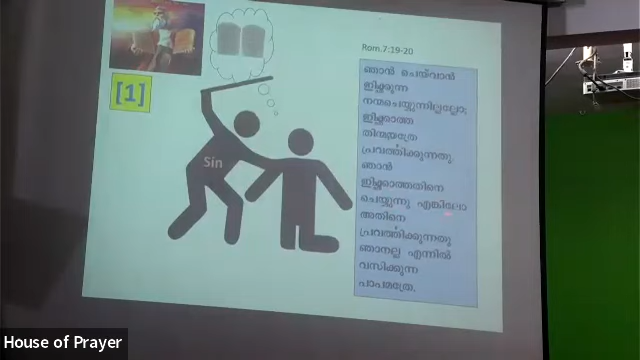 Rom.7:19-20
[1]
Sin
ഞാൻ ചെയ്‌വാൻ
ഇച്ഛിക്കുന്ന
നന്മചെയ്യുന്നില്ലല്ലോ;
ഇച്ഛിക്കാത്ത
തിന്മയത്രേ
പ്രവർത്തിക്കുന്നതു.
ഞാൻ
ഇച്ഛിക്കാത്തതിനെ
ചെയ്യുന്നു എങ്കിലോ
അതിനെ
പ്രവർത്തിക്കുന്നതു
ഞാനല്ല എന്നിൽ
വസിക്കുന്ന
പാപമത്രേ.
House of Prayer